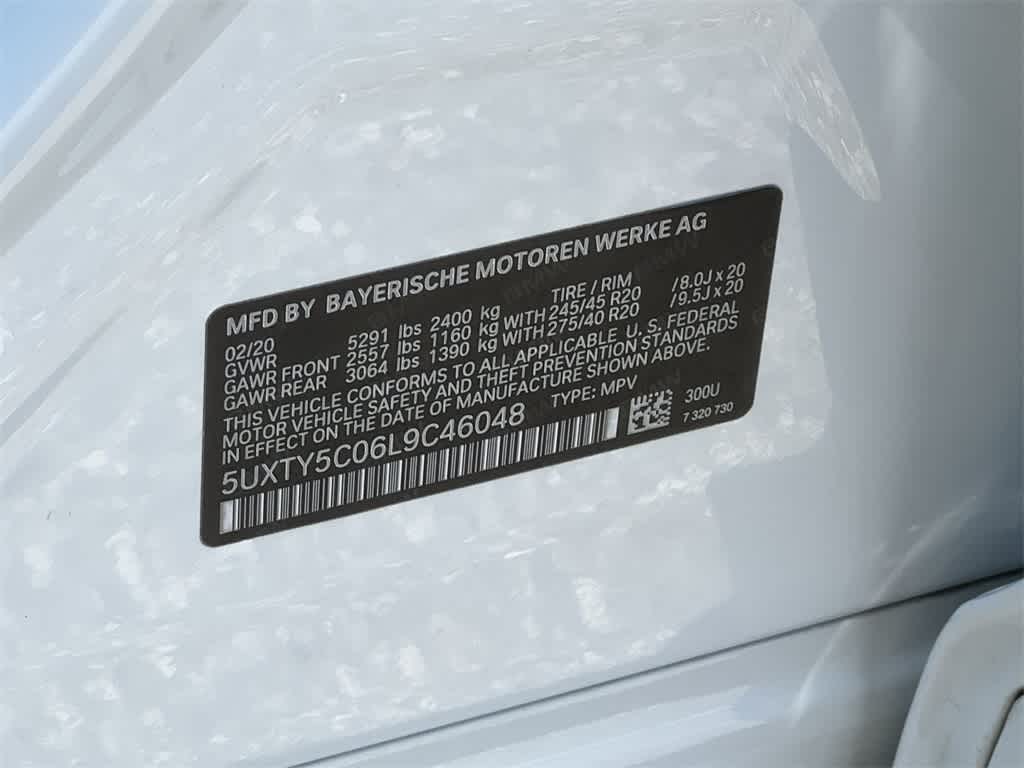 MFD BY BAYERISCHE MOTOREN WERKE AG
02/20
GVWR 5291 lbs 2400 kg TIRE / RIM
GAWR FRONT 2557 lbs 1160 kg WITH 245/45 R20 /8.0J x 20
GAWR REAR 3064 lbs 1390 kg WITH 275/40 R20 /9.5J x 20
THIS VEHICLE CONFORMS TO ALL APPLICABLE U. S. FEDERAL
MOTOR VEHICLE SAFETY AND THEFT PREVENTION STANDARDS
IN EFFECT ON THE DATE OF MANUFACTURE SHOWN ABOVE.
5UXTY5C06L9C46048 TYPE: MPV 300U
7 320 730